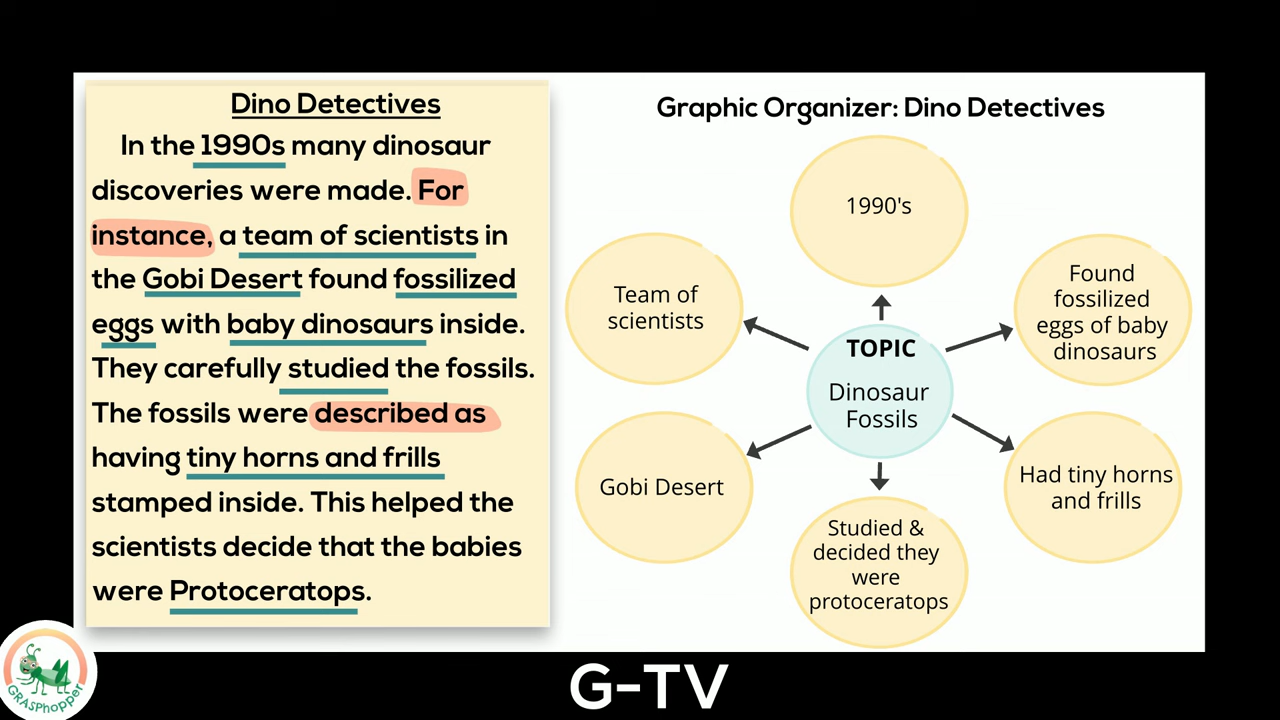 Dino Detectives
In the 1990s many dinosaur
discoveries were made. For
instance, a team of scientists in
the Gobi Desert found fossilized
eggs with baby dinosaurs inside.
They carefully studied the fossils.
The fossils were described as
having tiny horns and frills
stamped inside. This helped the
scientists decide that the babies
were Protoceratops.
Graphic Organizer: Dino Detectives
1990's
Team of
scientists
Found
fossilized
eggs of baby
dinosaurs
TOPIC
Dinosaur
Fossils
Gobi Desert
Had tiny horns
and frills
Studied &
decided they
were
protoceratops
GRASPhopper
G-TV